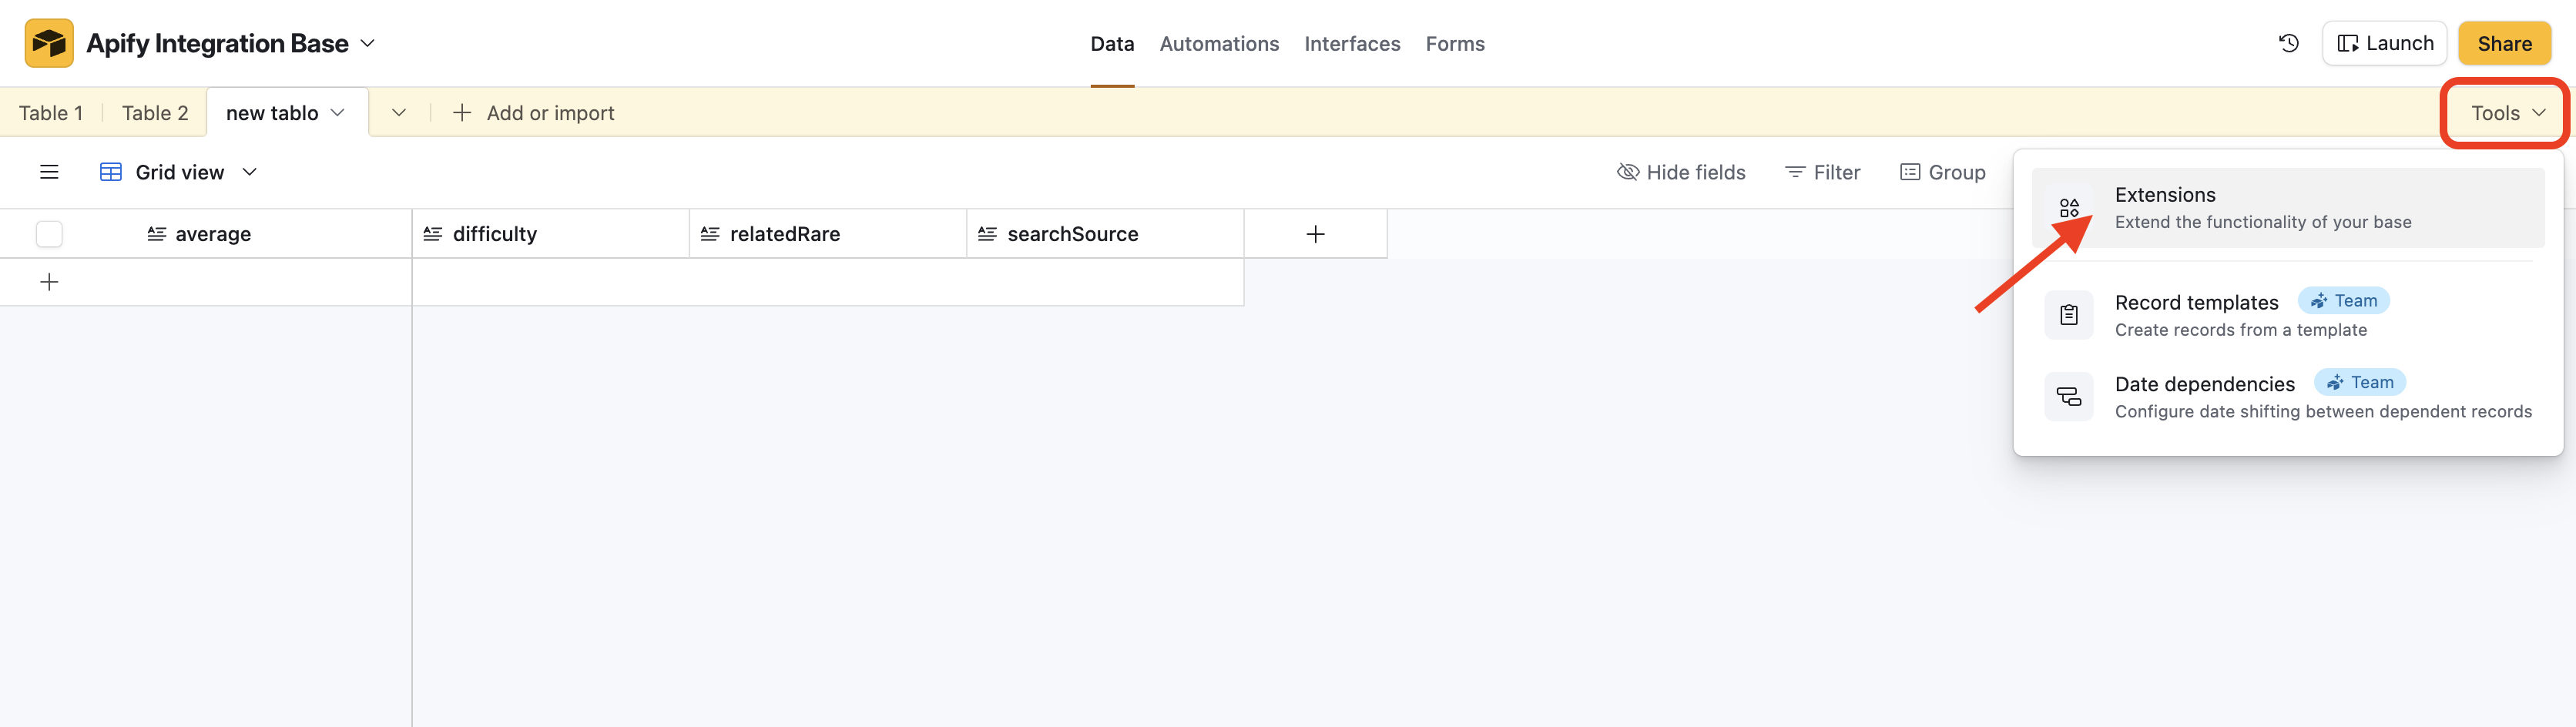 Apify Integration Base
Data Automations Interfaces Forms
Launch Share
Table 1 Table 2 new tablo Add or import Tools
Grid view Hide fields Filter Group
average difficulty relatedRare searchSource
Extensions
Extend the functionality of your base
Record templates Team
Create records from a template
Date dependencies Team
Configure date shifting between dependent records